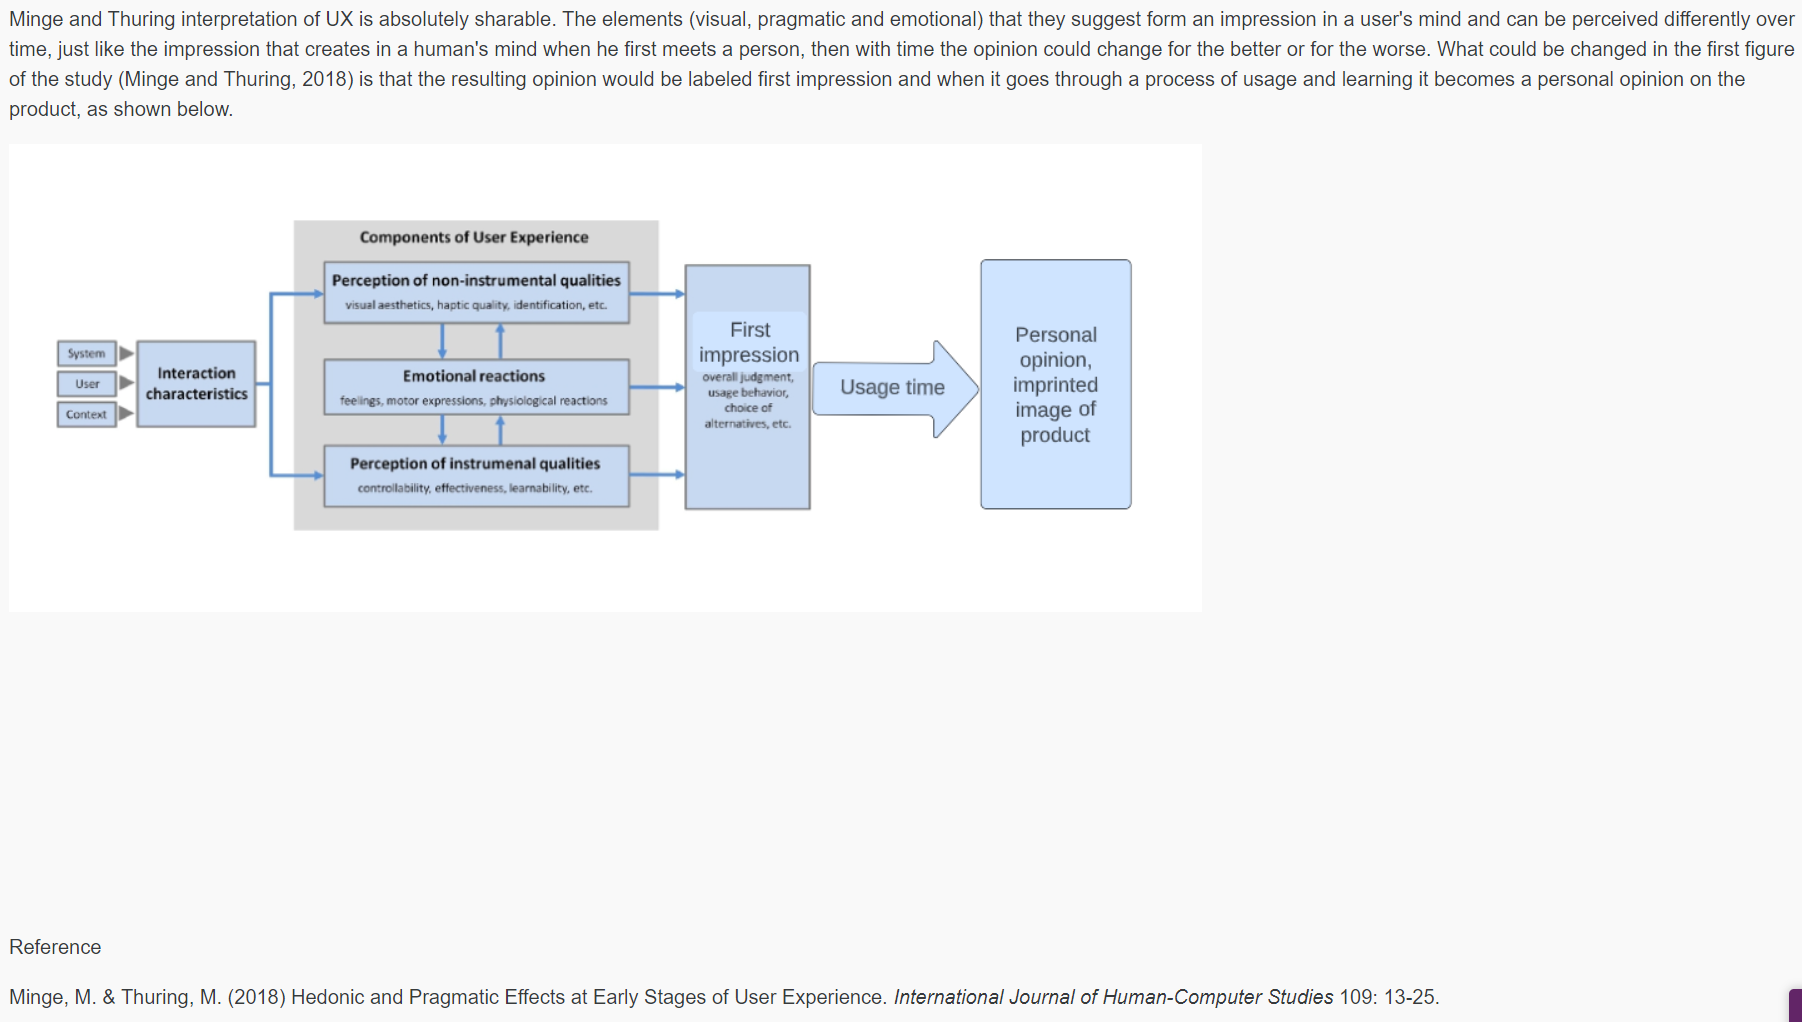 Minge and Thuring interpretation of UX is absolutely sharable. The elements (visual, pragmatic and emotional) that they suggest form an impression in a user's mind and can be perceived differently over
time, just like the impression that creates in a human's mind when he first meets a person, then with time the opinion could change for the better or for the worse. What could be changed in the first figure
of the study (Minge and Thuring, 2018) is that the resulting opinion would be labeled first impression and when it goes through a process of usage and learning it becomes a personal opinion on the
product, as shown below.
System
User
Context
Interaction
characteristics
Components of User Experience
Perception of non-instrumental qualities
visual aesthetics, haptic quality, identification, etc.
Emotional reactions
feelings, motor expressions, physiological reactions
Perception of instrumenal qualities
controllability, effectiveness, learnability, etc.
First
impression
overall judgment,
usage behavior,
choice of
alternatives, etc.
Usage time
Personal
opinion,
imprinted
image of
product
Reference
Minge, M. & Thuring, M. (2018) Hedonic and Pragmatic Effects at Early Stages of User Experience. International Journal of Human-Computer Studies 109: 13-25.